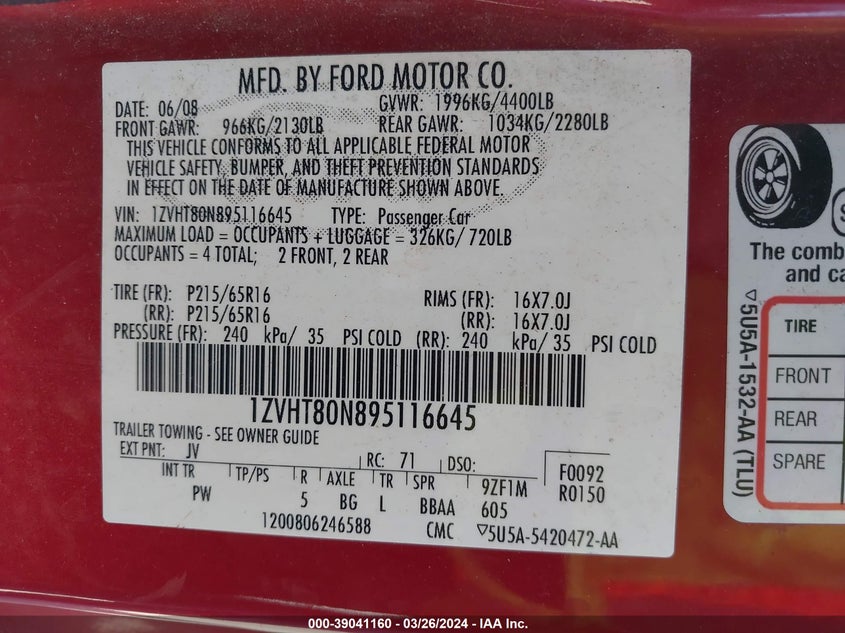 MFD. BY FORD MOTOR CO.
DATE: 06/08 GVWR: 1996KG/4400LB
FRONT GAWR: 966KG/2130LB REAR GAWR: 1034KG/2280LB
THIS VEHICLE CONFORMS TO ALL APPLICABLE FEDERAL MOTOR
VEHICLE SAFETY, BUMPER, AND THEFT PREVENTION STANDARDS
IN EFFECT ON THE DATE OF MANUFACTURE SHOWN ABOVE.
VIN: 1ZVHT80N895116645 TYPE: Passenger Car
MAXIMUM LOAD = OCCUPANTS + LUGGAGE = 326KG/ 720LB
OCCUPANTS = 4 TOTAL; 2 FRONT, 2 REAR
TIRE (FR): P215/65R16 RIMS (FR): 16X7.0J
(RR): P215/65R16 (RR): 16X7.0J
PRESSURE (FR): 240 kPa/ 35 PSI COLD (RR): 240 kPa/ 35 PSI COLD
1ZVHT80N895116645
TRAILER TOWING - SEE OWNER GUIDE
EXT PNT: JV RC: 71 DSO: F0092
INT TR TP/PS R AXLE TR SPR 9ZF1M R0150
PW 5 BG L BBAA 605
1200806246588 CMC ▽5U5A-5420472-AA
The comb
and ca
▽5U5A-1532-AA (TLU)
TIRE
FRONT
REAR
SPARE
000-39041160 - 03/26/2024 - IAA Inc.